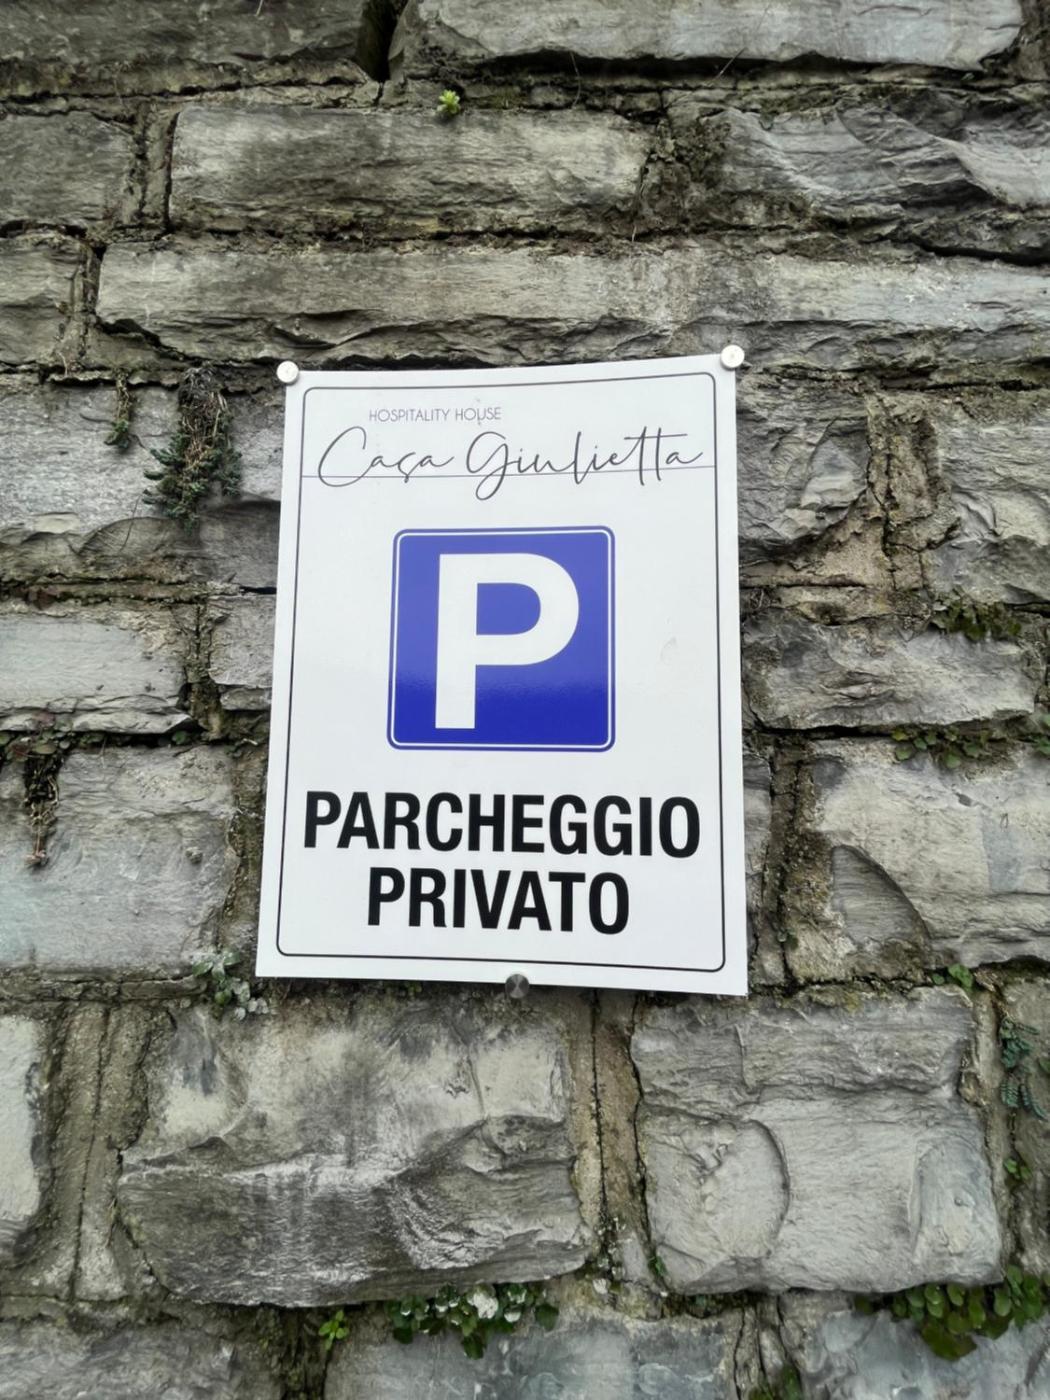 HOSPITALITY HOUSE
Casa Giulietta
P
PARCHEGGIO
PRIVATO